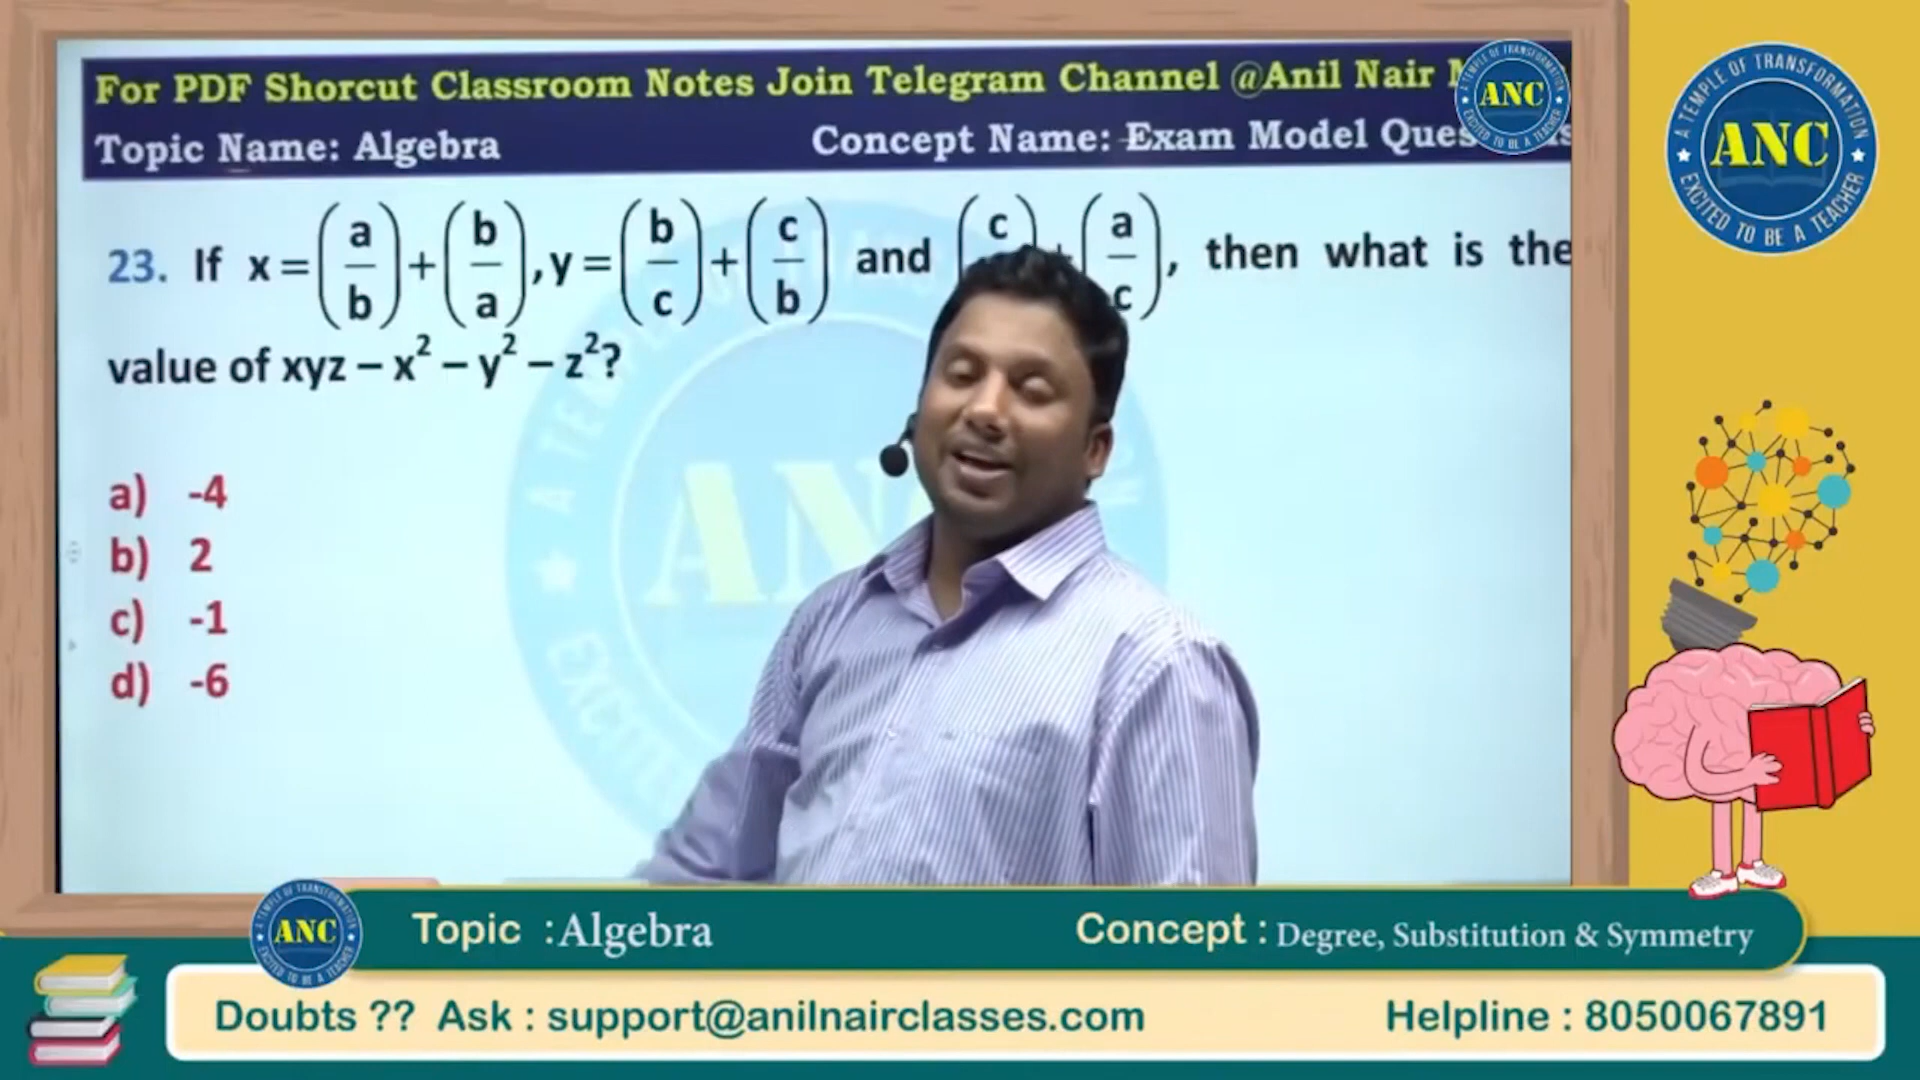 For PDF Shorcut Classroom Notes Join Telegram Channel @Anil Nair
Topic Name: Algebra Concept Name: Exam Model
23. If x = (a/b) + (b/a), y = (b/c) + (c/b) and (c + (a/c), then what is the
value of xyz – x² – y² – z²?
a) -4
b) 2
c) -1
d) -6
ANC
A TEMPLE OF TRANSFORMATION
ANC
EXCITED TO BE A TEACHER
ANC
Topic : Algebra
Concept : Degree, Substitution & Symmetry
Doubts ?? Ask : support@anilnairclasses.com
Helpline : 8050067891